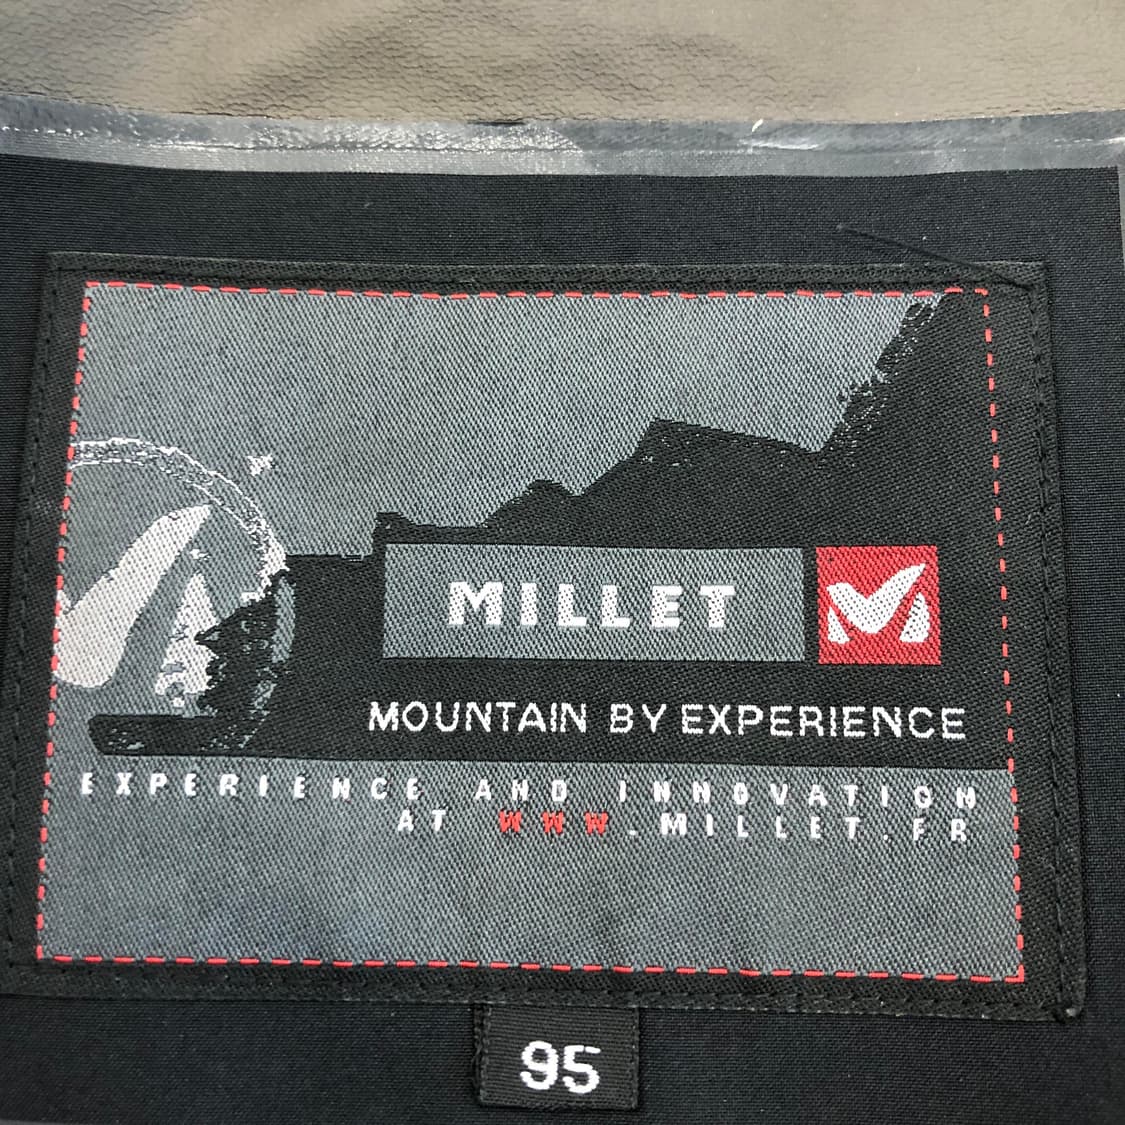 MILLET
MOUNTAIN BY EXPERIENCE
EXPERIENCE AND INNOVATION
AT WWW.MILLET.FR
95